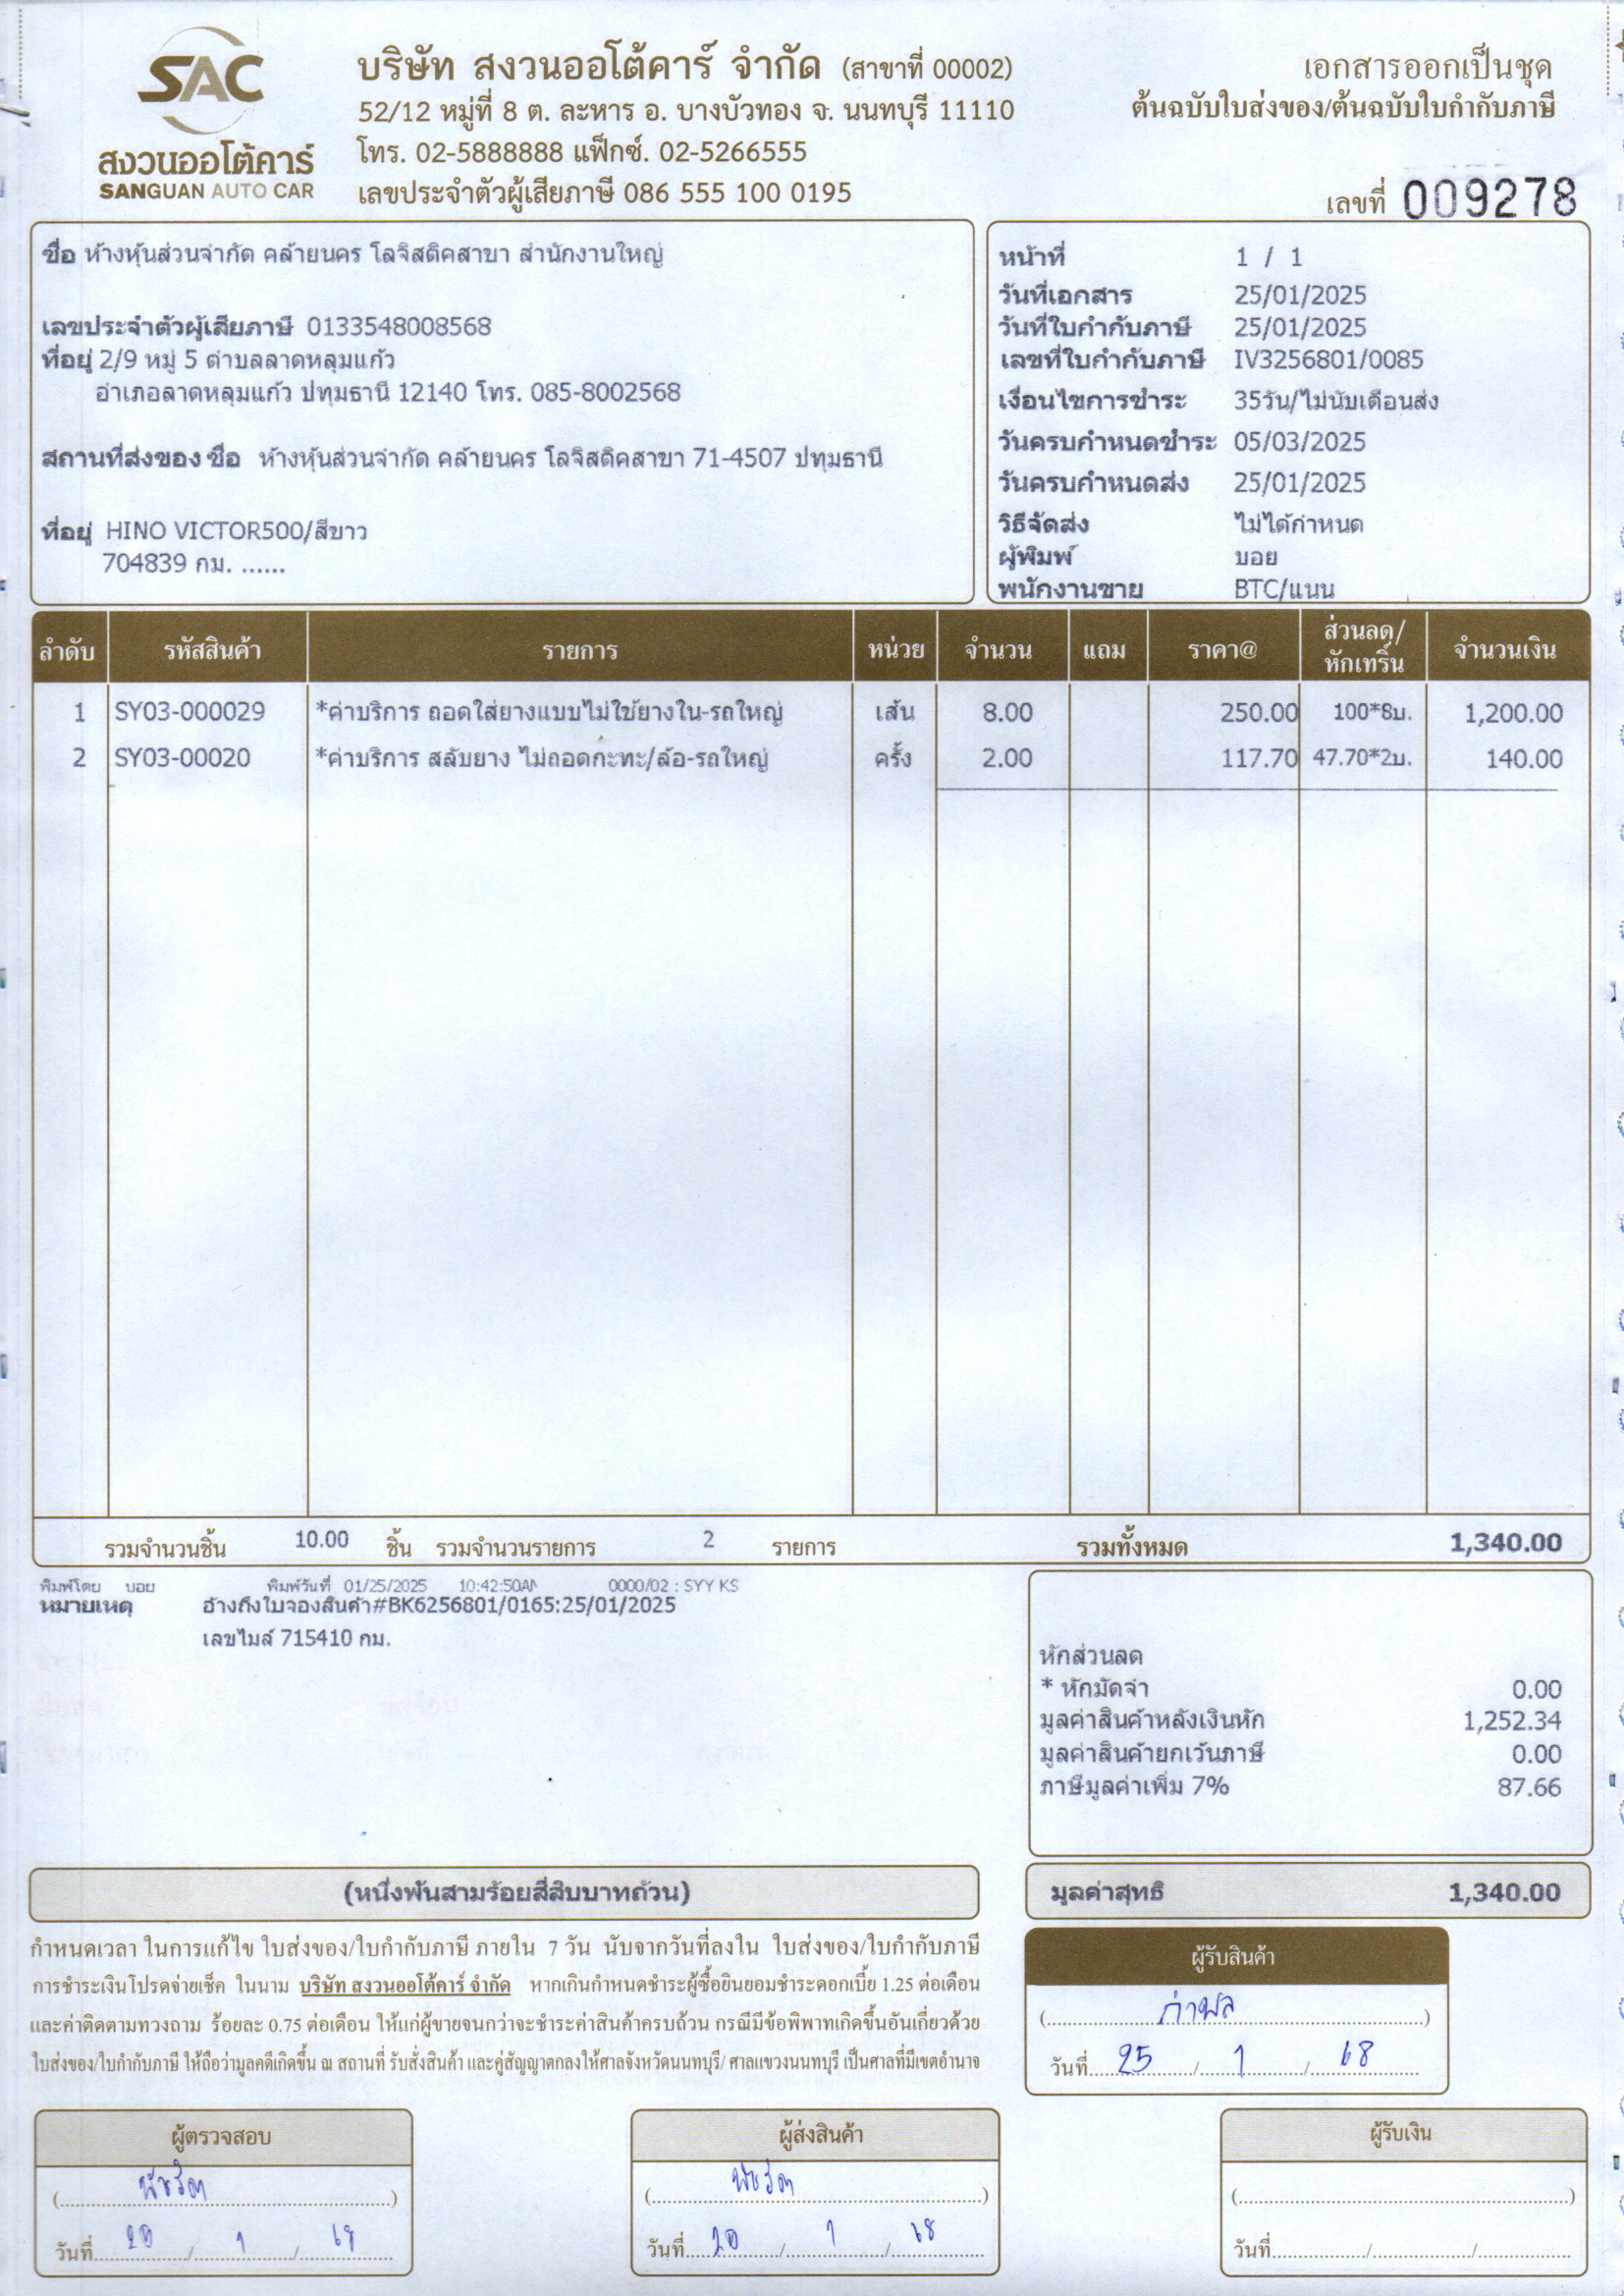 SAC
สงวนออโต้คาร์
SANGUAN AUTO CAR
บริษัท สงวนออโต้คาร์ จำกัด (สาขาที่ 00002)
52/12 หมู่ที่ 8 ต. ละหาร อ. บางบัวทอง จ. นนทบุรี 11110
โทร. 02-5888888 แฟ็กซ์. 02-5266555
เลขประจำตัวผู้เสียภาษี 086 555 100 0195
เอกสารออกเป็นชุด
ต้นฉบับใบส่งของ/ต้นฉบับใบกำกับภาษี
เลขที่ 009278
ชื่อ ห้างหุ้นส่วนจำกัด คล้ายนคร โลจิสติคสาขา สำนักงานใหญ่
เลขประจำตัวผู้เสียภาษี 0133548008568
ที่อยู่ 2/9 หมู่ 5 ตำบลลาดหลุมแก้ว
อำเภอลาดหลุมแก้ว ปทุมธานี 12140 โทร. 085-8002568
สถานที่ส่งของ ชื่อ ห้างหุ้นส่วนจำกัด คล้ายนคร โลจิสติคสาขา 71-4507 ปทุมธานี
ที่อยู่ HINO VICTOR500/สีขาว
704839 กม. ......
หน้าที่ 1 / 1
วันที่เอกสาร 25/01/2025
วันที่ใบกำกับภาษี 25/01/2025
เลขที่ใบกำกับภาษี IV3256801/0085
เงื่อนไขการชำระ 35วัน/ไม่นับเดือนส่ง
วันครบกำหนดชำระ 05/03/2025
วันครบกำหนดส่ง 25/01/2025
วิธีจัดส่ง ไม่ได้กำหนด
ผู้พิมพ์ บอย
พนักงานขาย BTC/แนน
ลำดับ รหัสสินค้า รายการ หน่วย จำนวน แถม ราคา@ ส่วนลด/หักเทริ์น จำนวนเงิน
1 SY03-000029 *ค่าบริการ ถอดใส่ยางแบบไม่ใช้ยางใน-รถใหญ่ เส้น 8.00 250.00 100*8บ. 1,200.00
2 SY03-00020 *ค่าบริการ สลับยาง ไม่ถอดกะทะ/ล้อ-รถใหญ่ ครั้ง 2.00 117.70 47.70*2บ. 140.00
รวมจำนวนชิ้น 10.00 ชิ้น รวมจำนวนรายการ 2 รายการ รวมทั้งหมด 1,340.00
พิมพ์โดย บอย พิมพ์วันที่ 01/25/2025 10:42:50AM 0000/02 : SYY KS
หมายเหตุ อ้างถึงใบจองสินค้า#BK6256801/0165:25/01/2025
เลขไมล์ 715410 กม.
หักส่วนลด
* หักมัดจำ 0.00
มูลค่าสินค้าหลังเงินหัก 1,252.34
มูลค่าสินค้ายกเว้นภาษี 0.00
ภาษีมูลค่าเพิ่ม 7% 87.66
(หนึ่งพันสามร้อยสี่สิบบาทถ้วน)
มูลค่าสุทธิ 1,340.00
กำหนดเวลา ในการแก้ไข ใบส่งของ/ใบกำกับภาษี ภายใน 7 วัน นับจากวันที่ลงใน ใบส่งของ/ใบกำกับภาษี
การชำระเงินโปรดจ่ายเช็ค ในนาม บริษัท สงวนออโต้คาร์ จำกัด หากเกินกำหนดชำระผู้ซื้อยินยอมชำระดอกเบี้ย 1.25 ต่อเดือน
และค่าติดตามทวงถาม ร้อยละ 0.75 ต่อเดือน ให้แก่ผู้ขายจนกว่าจะชำระค่าสินค้าครบถ้วน กรณีมีข้อพิพาทเกิดขึ้นอันเกี่ยวด้วย
ใบส่งของ/ใบกำกับภาษี ให้ถือว่ามูลคดีเกิดขึ้น ณ สถานที่ รับสั่งสินค้า และคู่สัญญาตกลงให้ศาลจังหวัดนนทบุรี/ ศาลแขวงนนทบุรี เป็นศาลที่มีเขตอำนาจ
ผู้รับสินค้า
(กำพล)
วันที่ 25 / 1 / 68
ผู้ตรวจสอบ
วันที่ 20 / 1 / 68
ผู้ส่งสินค้า
วันที่ 20 / 1 / 68
ผู้รับเงิน
วันที่ / /